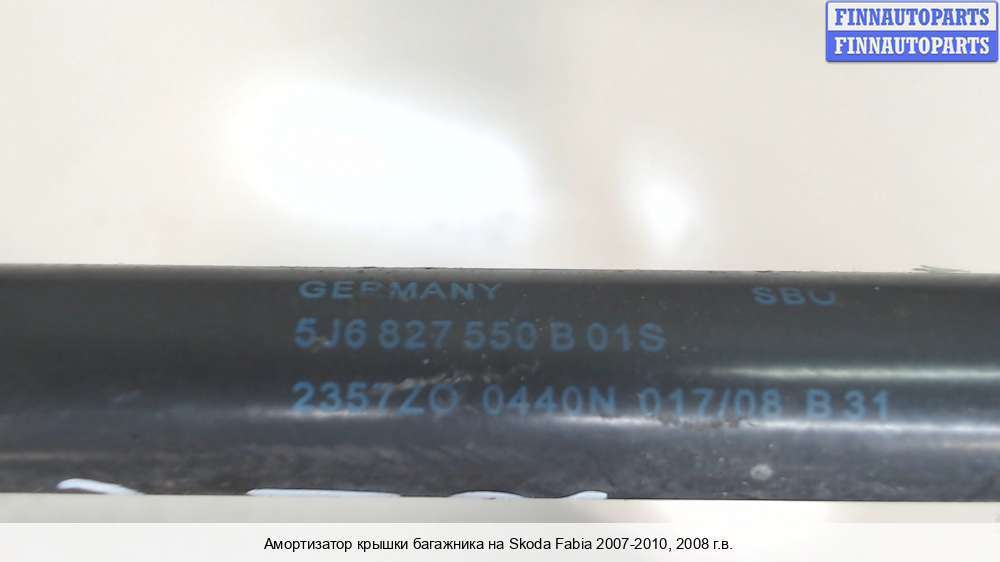 FINNAUTOPARTS
FINNAUTOPARTS
GERMANY SBU
5J6 827 550 B 01S
2357ZO 0440N 017/08 B 31
Амортизатор крышки багажника на Skoda Fabia 2007-2010, 2008 г.в.